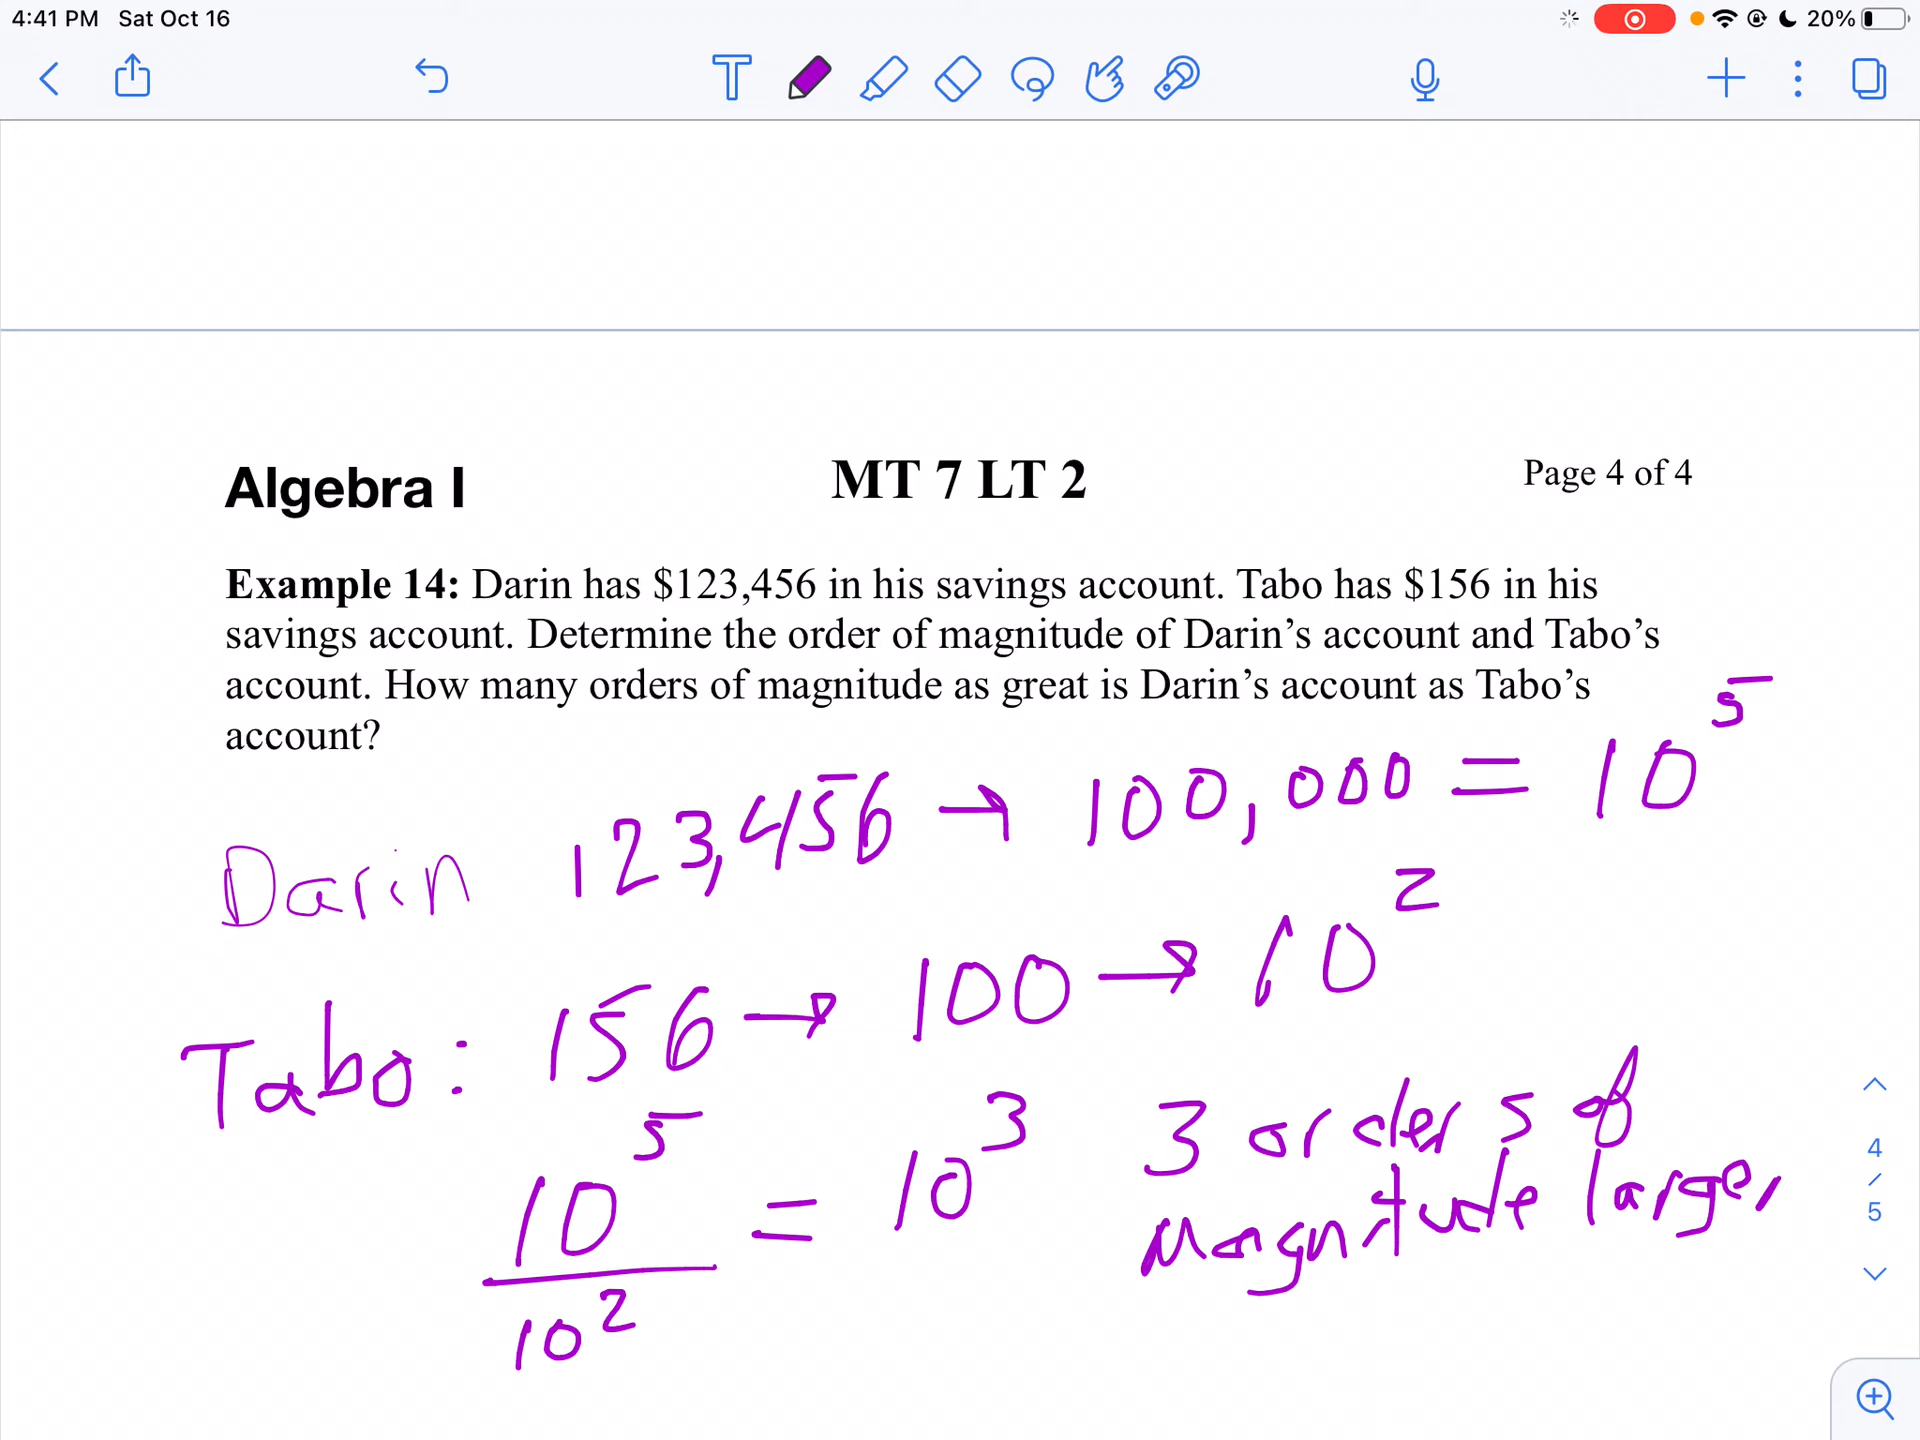 4:41 PM Sat Oct 16
20%
Algebra I MT 7 LT 2 Page 4 of 4
Example 14: Darin has $123,456 in his savings account. Tabo has $156 in his
savings account. Determine the order of magnitude of Darin’s account and Tabo’s
account. How many orders of magnitude as great is Darin’s account as Tabo’s
account?
Darin 123,456 → 100,000 = 10^5
Tabo: 156 → 100 → 10^2
10^5 / 10^2 = 10^3
3 orders of
magnitude larger
4
/
5